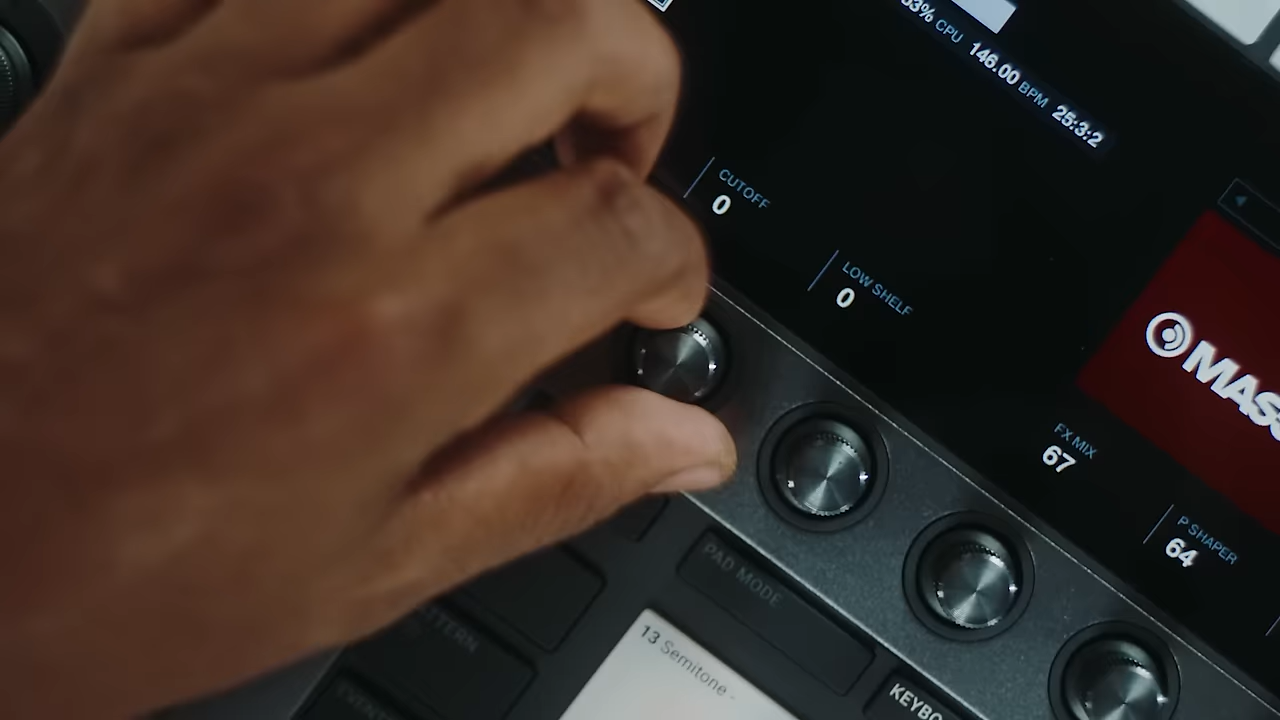 CPU 146.00 BPM 25:3:2
CUTOFF
0
LOW SHELF
0
FX MIX
67
P SHAPER
64
PAD MODE
13 Semitone -